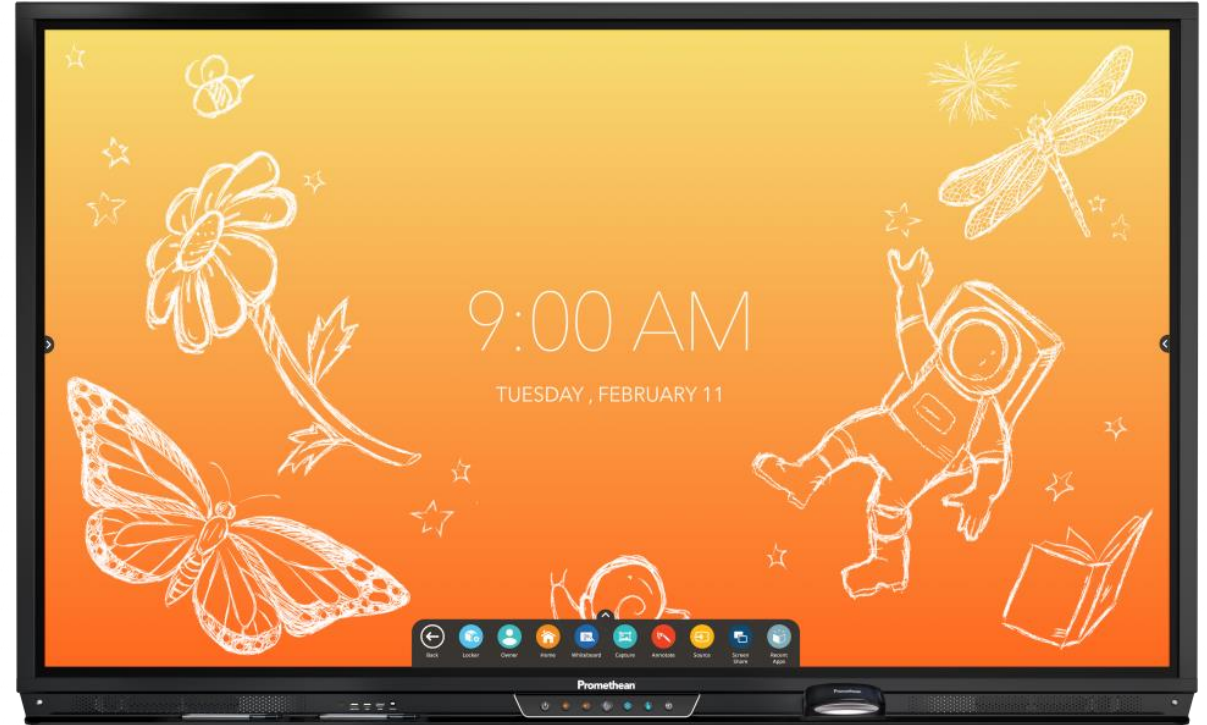 9:00 AM
TUESDAY , FEBRUARY 11
Back
Locker
Owner
Home
Whiteboard
Capture
Annotate
Source
Screen
Share
Recent
Apps
Promethean
Promethean